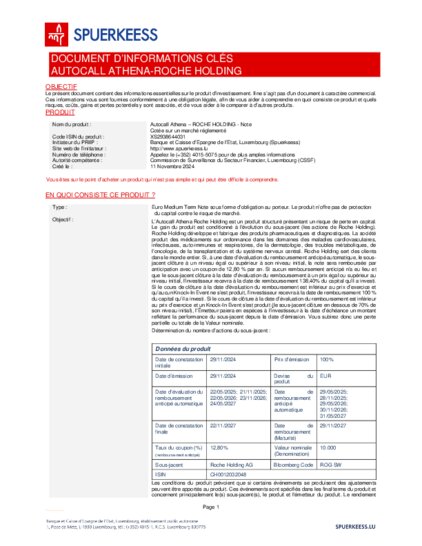 SPUERKEESS
DOCUMENT D'INFORMATIONS CLÉS
AUTOCALL ATHENA-ROCHE HOLDING
OBJECTIF
Le présent document contient des informations essentielles sur le produit d'investissement. Il ne s'agit pas d'un document à caractère commercial.
Ces informations vous sont fournies conformément à une obligation légale, afin de vous aider à comprendre en quoi consiste ce produit et quels
risques, coûts, gains et pertes potentiels y sont associés, et de vous aider à le comparer à d'autres produits.
PRODUIT
Nom du produit : Autocall Athena – ROCHE HOLDING - Note
Cotée sur un marché réglementé
Code ISIN du produit : XS2938644031
Initiateur du PRIIP : Banque et Caisse d'Epargne de l'Etat, Luxembourg (Spuerkeess)
Site web de l'initiateur : http://www.spuerkeess.lu
Numéro de téléphone : Appelez le (+352) 4015-5075 pour de plus amples informations
Autorité compétente : Commission de Surveillance du Secteur Financier, Luxembourg (CSSF)
Créé le : 11 Novembre 2024
Vous êtes sur le point d'acheter un produit qui n'est pas simple et qui peut être difficile à comprendre.
EN QUOI CONSISTE CE PRODUIT ?
Type : Euro Medium Term Note sous forme d'obligation au porteur. Le produit n'offre pas de protection
du capital contre le risque de marché.
Objectif :
L'Autocall Athena Roche Holding est un produit structuré présentant un risque de perte en capital.
Le gain du produit est conditionné à l'évolution du sous-jacent (les actions de Roche Holding).
Roche Holding développe et fabrique des produits pharmaceutiques et diagnostiques. La société
produit des médicaments sur ordonnance dans les domaines des maladies cardiovasculaires,
infectieuses, auto-immunes et respiratoires, de la dermatologie, des troubles métaboliques, de
l'oncologie, de la transplantation et du système nerveux central. Roche Holding sert des clients
dans le monde entier. Si, à une date d'évaluation du remboursement anticipé automatique, le sous-
jacent clôture à un niveau égal ou supérieur à son niveau initial, la note sera remboursée par
anticipation avec un coupon de 12,80 % par an. Si aucun remboursement anticipé n'a eu lieu et
que le sous-jacent clôture à la date d'évaluation du remboursement à un prix égal ou supérieur au
niveau initial, l'investisseur recevra à la date de remboursement 138,40% du capital qu'il a investi.
Si le cours de clôture à la date d'évaluation du remboursement est inférieur au prix d'exercice et
qu'aucun Knock-In Event ne s'est produit, l'investisseur recevra à la date de remboursement 100 %
du capital qu'il a investi. Si le cours de clôture à la date d'évaluation du remboursement est inférieur
au prix d'exercice et un Knock-In Event s'est produit (le sous-jacent clôture en dessous de 70% de
son niveau initial), l'Émetteur paiera en espèces à l'investisseur à la date d'échéance un montant
reflétant la performance du sous-jacent depuis la date d'émission. Vous subirez donc une perte
partielle ou totale de la Valeur nominale.
Détermination du nombre d'actions du sous-jacent :
Données du produit
Date de constatation initiale 29/11/2024 Prix d'émission 100%
Date d'émission 29/11/2024 Devise du produit EUR
Date d'évaluation du remboursement anticipé automatique 22/05/2025; 21/11/2025; 22/05/2026; 23/11/2026; 24/05/2027 Date de remboursement anticipé automatique 29/05/2025; 28/11/2025; 29/05/2026; 30/11/2026; 31/05/2027
Date de constatation finale 22/11/2027 Date de remboursement (Maturité) 29/11/2027
Taux du coupon (%) 12,80% Valeur nominale (Dénomination) 10 000
(remboursement anticipé)
Sous-jacent Roche Holding AG Bloomberg Code ROG SW
ISIN CH0012032048
Les conditions du produit prévoient que si certains événements se produisent des ajustements
peuvent être apportés au produit. Ces événements sont spécifiés dans les final terms du produit et
concernent principalement le(s) sous-jacent(s), le produit et l'émetteur du produit. Le rendement
Page 1
Banque et Caisse d'Epargne de l'Etat, Luxembourg, établissement public autonome
1, Place de Metz, L-1930 Luxembourg, tél.: (+352) 4015-1, R.C.S. Luxembourg B30775
SPUERKEESS.LU